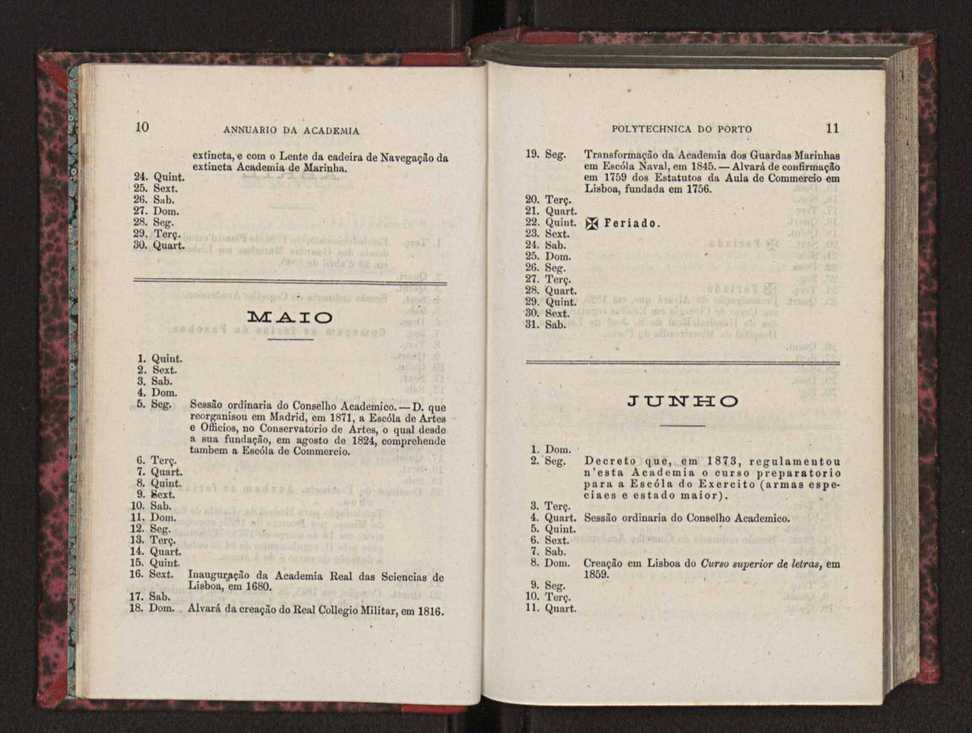 10
ANNUARIO DA ACADEMIA
extincta, e com o Lente da cadeira de Navegação da
extincta Academia de Marinha.
24. Quint.
25. Sext.
26. Sab.
27. Dom.
28. Seg.
29. Terç.
30. Quart.
MAIO
1. Quint.
2. Sext.
3. Sab.
4. Dom.
5. Seg. Sessão ordinaria do Conselho Academico. — D. que
reorganisou em Madrid, em 1871, a Escóla de Artes
e Officios, no Conservatorio de Artes, o qual desde
a sua fundação, em agosto de 1824, comprehende
tambem a Escóla de Commercio.
6. Terç.
7. Quart.
8. Quint.
9. Sext.
10. Sab.
11. Dom.
12. Seg.
13. Terç.
14. Quart.
15. Quint.
16. Sext. Inauguração da Academia Real das Sciencias de
Lisboa, em 1680.
17. Sab.
18. Dom. Alvará da creação do Real Collegio Militar, em 1816.
POLYTECHNICA DO PORTO
11
19. Seg. Transformação da Academia dos Guardas Marinhas
em Escóla Naval, em 1845. — Alvará de confirmação
em 1759 dos Estatutos da Aula de Commercio em
Lisboa, fundada em 1756.
20. Terç.
21. Quart.
22. Quint. ✠ Feriado.
23. Sext.
24. Sab.
25. Dom.
26. Seg.
27. Terç.
28. Quart.
29. Quint.
30. Sext.
31. Sab.
JUNHO
1. Dom.
2. Seg. Decreto que, em 1873, regulamentou
n'esta Academia o curso preparatorio
para a Escóla do Exercito (armas espe-
ciaes e estado maior).
3. Terç.
4. Quart. Sessão ordinaria do Conselho Academico.
5. Quint.
6. Sext.
7. Sab.
8. Dom. Creação em Lisboa do Curso superior de letras, em
1859.
9. Seg.
10. Terç.
11. Quart.